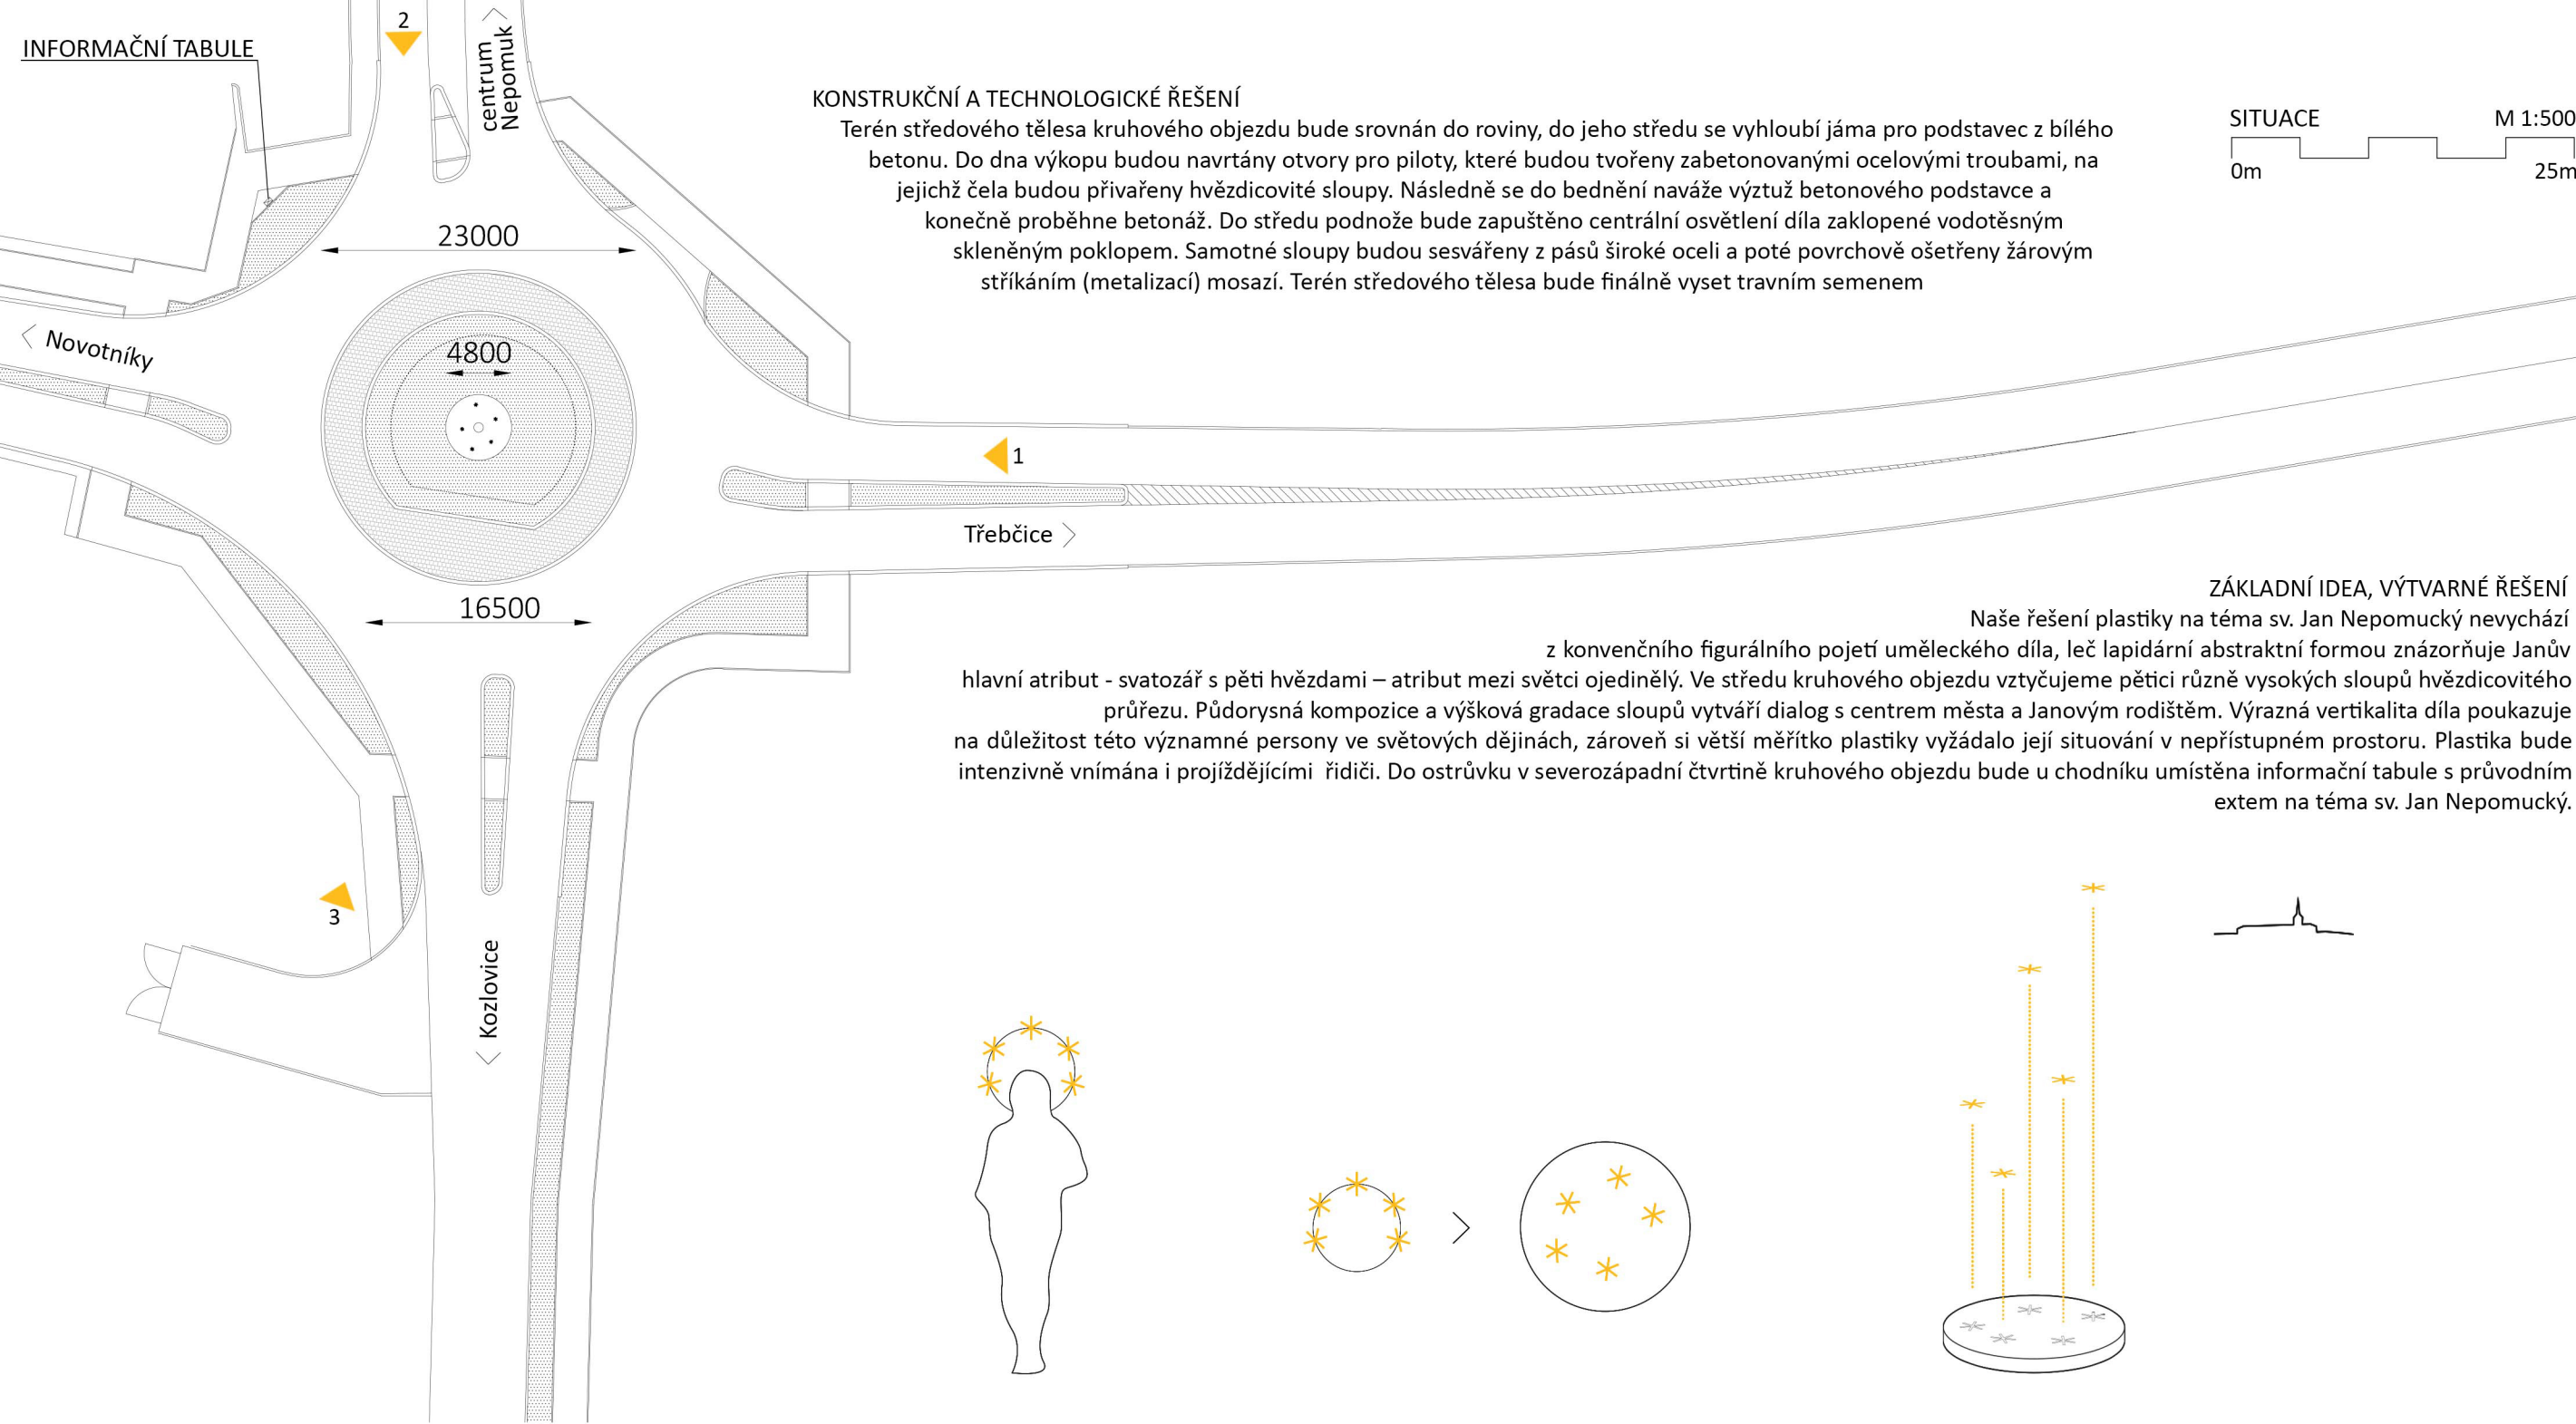 INFORMAČNÍ TABULE
2
centrum
Nepomuk
KONSTRUKČNÍ A TECHNOLOGICKÉ ŘEŠENÍ
Terén středového tělesa kruhového objezdu bude srovnán do roviny, do jeho středu se vyhloubí jáma pro podstavec z bílého
betonu. Do dna výkopu budou navrtány otvory pro piloty, které budou tvořeny zabetonovanými ocelovými troubami, na
jejichž čela budou přivařeny hvězdicovité sloupy. Následně se do bednění naváže výztuž betonového podstavce a
konečně proběhne betonáž. Do středu podnože bude zapuštěno centrální osvětlení díla zaklopené vodotěsným
skleněným poklopem. Samotné sloupy budou sesvářeny z pásů široké oceli a poté povrchově ošetřeny žárovým
stříkáním (metalizací) mosazí. Terén středového tělesa bude finálně vyset travním semenem
SITUACE M 1:500
0m 25m
23000
Novotníky
4800
1
Třebčice
16500
ZÁKLADNÍ IDEA, VÝTVARNÉ ŘEŠENÍ
Naše řešení plastiky na téma sv. Jan Nepomucký nevychází
z konvenčního figurálního pojetí uměleckého díla, leč lapidární abstraktní formou znázorňuje Janův
hlavní atribut - svatozář s pěti hvězdami – atribut mezi světci ojedinělý. Ve středu kruhového objezdu vztyčujeme pětici různě vysokých sloupů hvězdicovitého
průřezu. Půdorysná kompozice a výšková gradace sloupů vytváří dialog s centrem města a Janovým rodištěm. Výrazná vertikalita díla poukazuje
na důležitost této významné persony ve světových dějinách, zároveň si větší měřítko plastiky vyžádalo její situování v nepřístupném prostoru. Plastika bude
intenzivně vnímána i projíždějícími řidiči. Do ostrůvku v severozápadní čtvrtině kruhového objezdu bude u chodníku umístěna informační tabule s průvodním
extem na téma sv. Jan Nepomucký.
3
Kozlovice